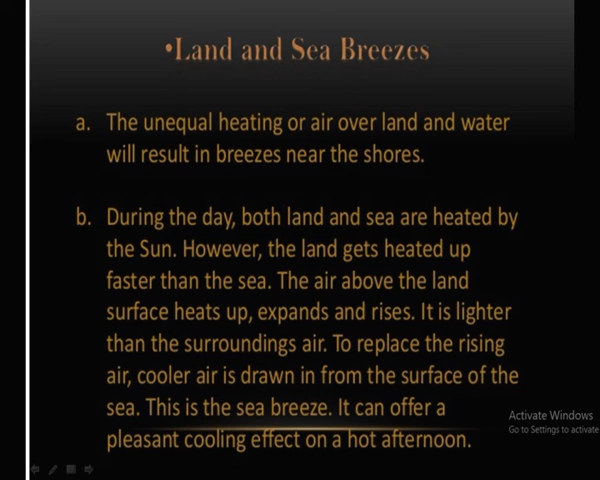 •Land and Sea Breezes
a. The unequal heating or air over land and water
will result in breezes near the shores.
b. During the day, both land and sea are heated by
the Sun. However, the land gets heated up
faster than the sea. The air above the land
surface heats up, expands and rises. It is lighter
than the surroundings air. To replace the rising
air, cooler air is drawn in from the surface of the
sea. This is the sea breeze. It can offer a
pleasant cooling effect on a hot afternoon.
Activate Windows
Go to Settings to activate